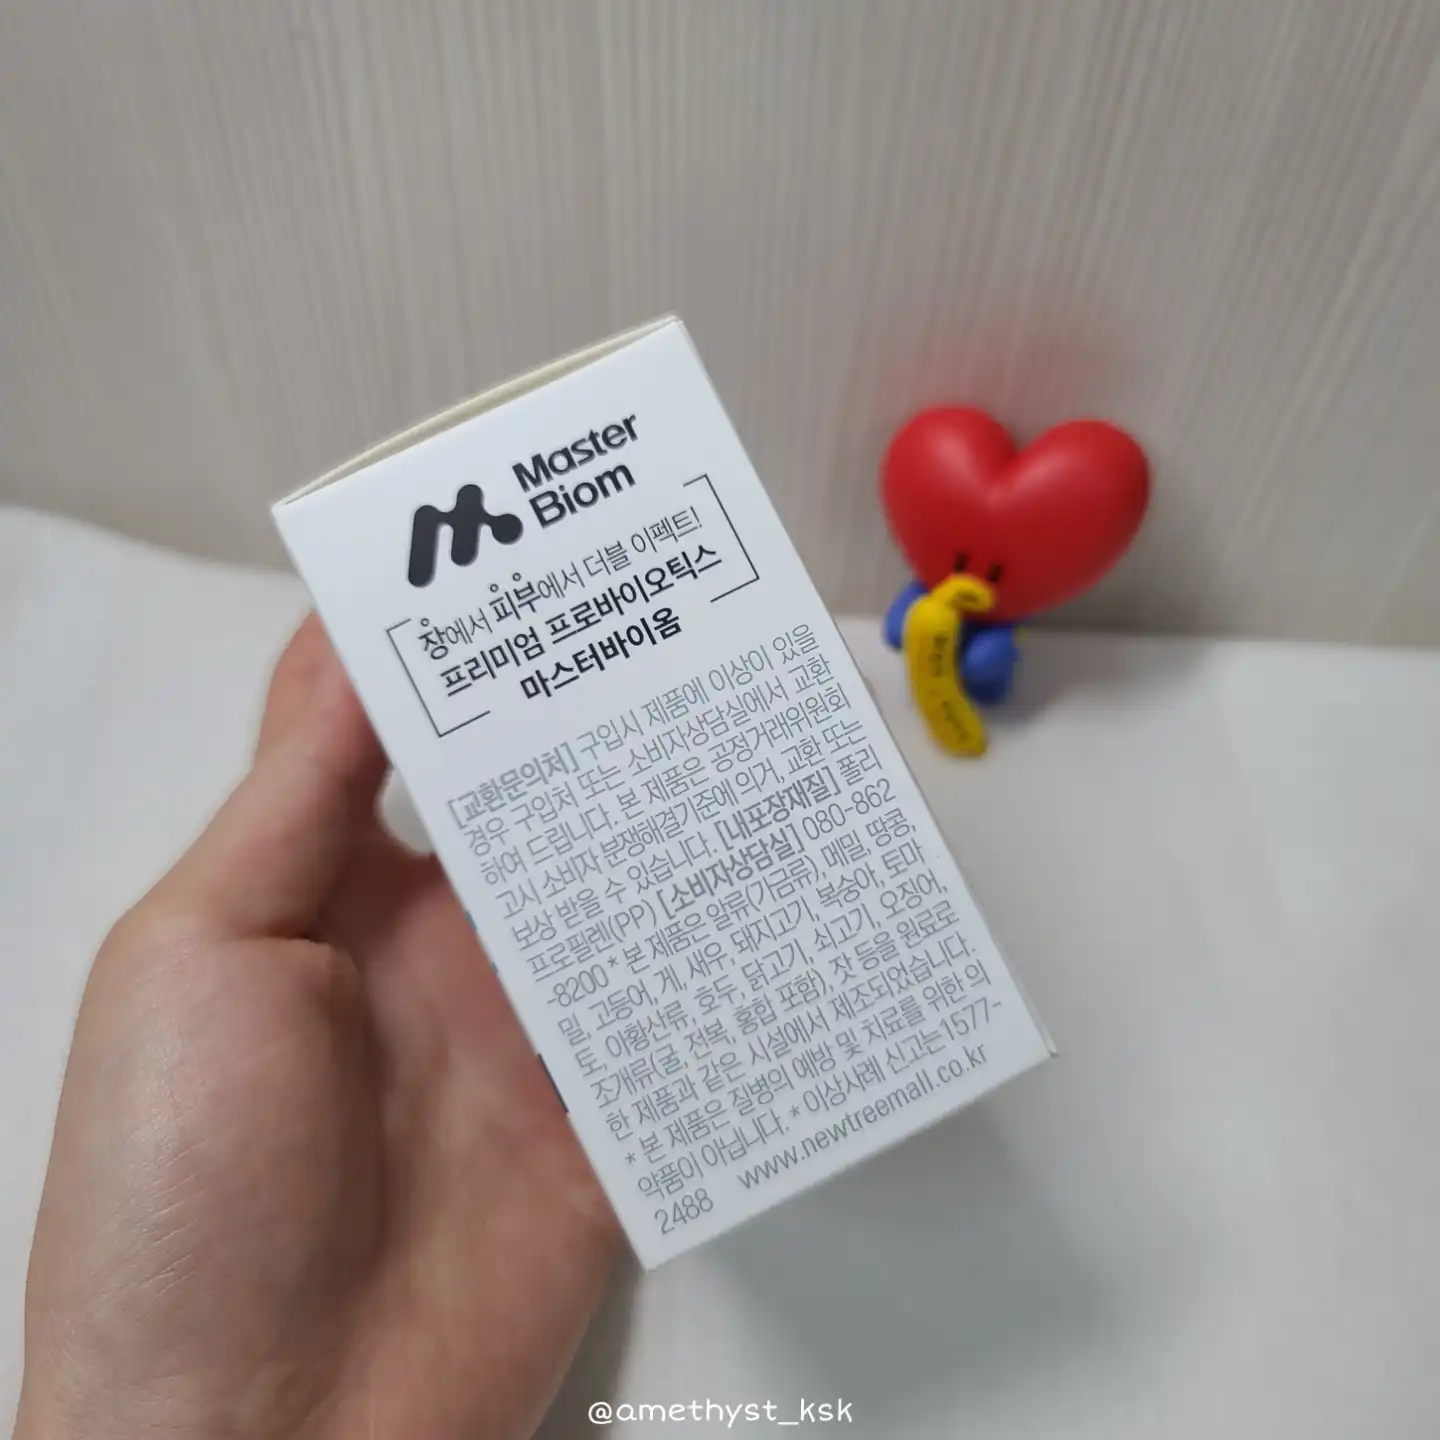 Master
Biom
장에서 피부에서 더블 이펙트!
프리미엄 프로바이오틱스
마스터바이옴
[교환문의처] 구입시 제품에 이상이 있을
경우 구입처 또는 소비자상담실에서 교환
하여 드립니다. 본 제품은 공정거래위원회
고시 소비자 분쟁해결기준에 의거, 교환 또는
보상 받을 수 있습니다. [내포장재질] 폴리
프로필렌(PP) [소비자상담실] 080-862
-8200 * 본 제품은 알류(가금류), 메밀, 땅콩,
밀, 고등어, 게, 새우, 돼지고기, 복숭아, 토마
토, 아황산류, 호두, 닭고기, 쇠고기, 오징어,
조개류(굴, 전복, 홍합 포함), 잣 등을 원료로
한 제품과 같은 시설에서 제조되었습니다.
* 본 제품은 질병의 예방 및 치료를 위한 의
약품이 아닙니다. * 이상사례 신고는1577-
2488 www.newtreemall.co.kr
@amethyst_ksk